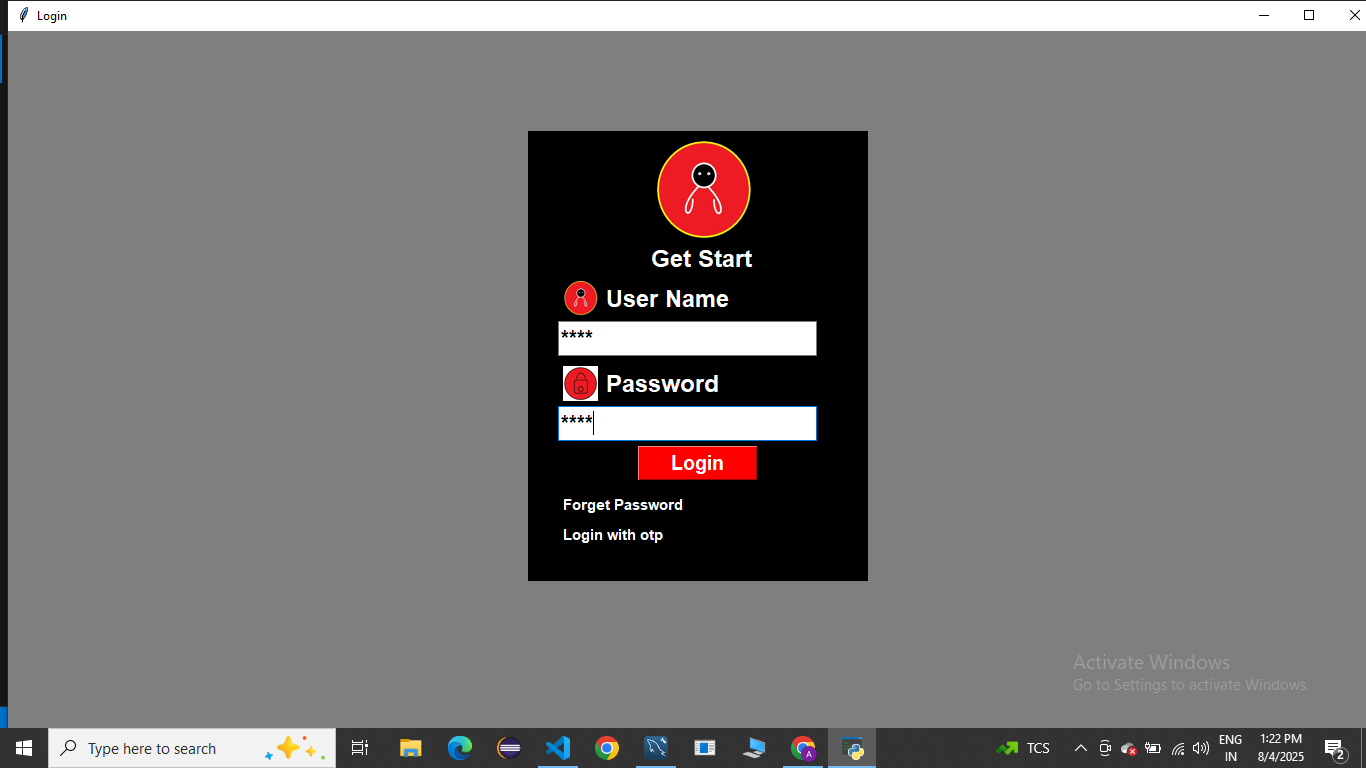 Login
Get Start
User Name
****
Password
****
Login
Forget Password
Login with otp
Activate Windows
Go to Settings to activate Windows.
Type here to search
TCS
ENG
IN
1:22 PM
8/4/2025
2
A